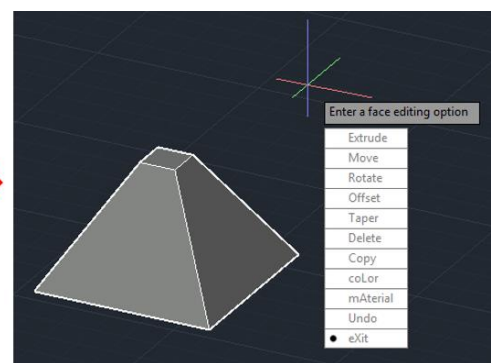 Enter a face editing option
Extrude
Move
Rotate
Offset
Taper
Delete
Copy
coLor
mAterial
Undo
eXit